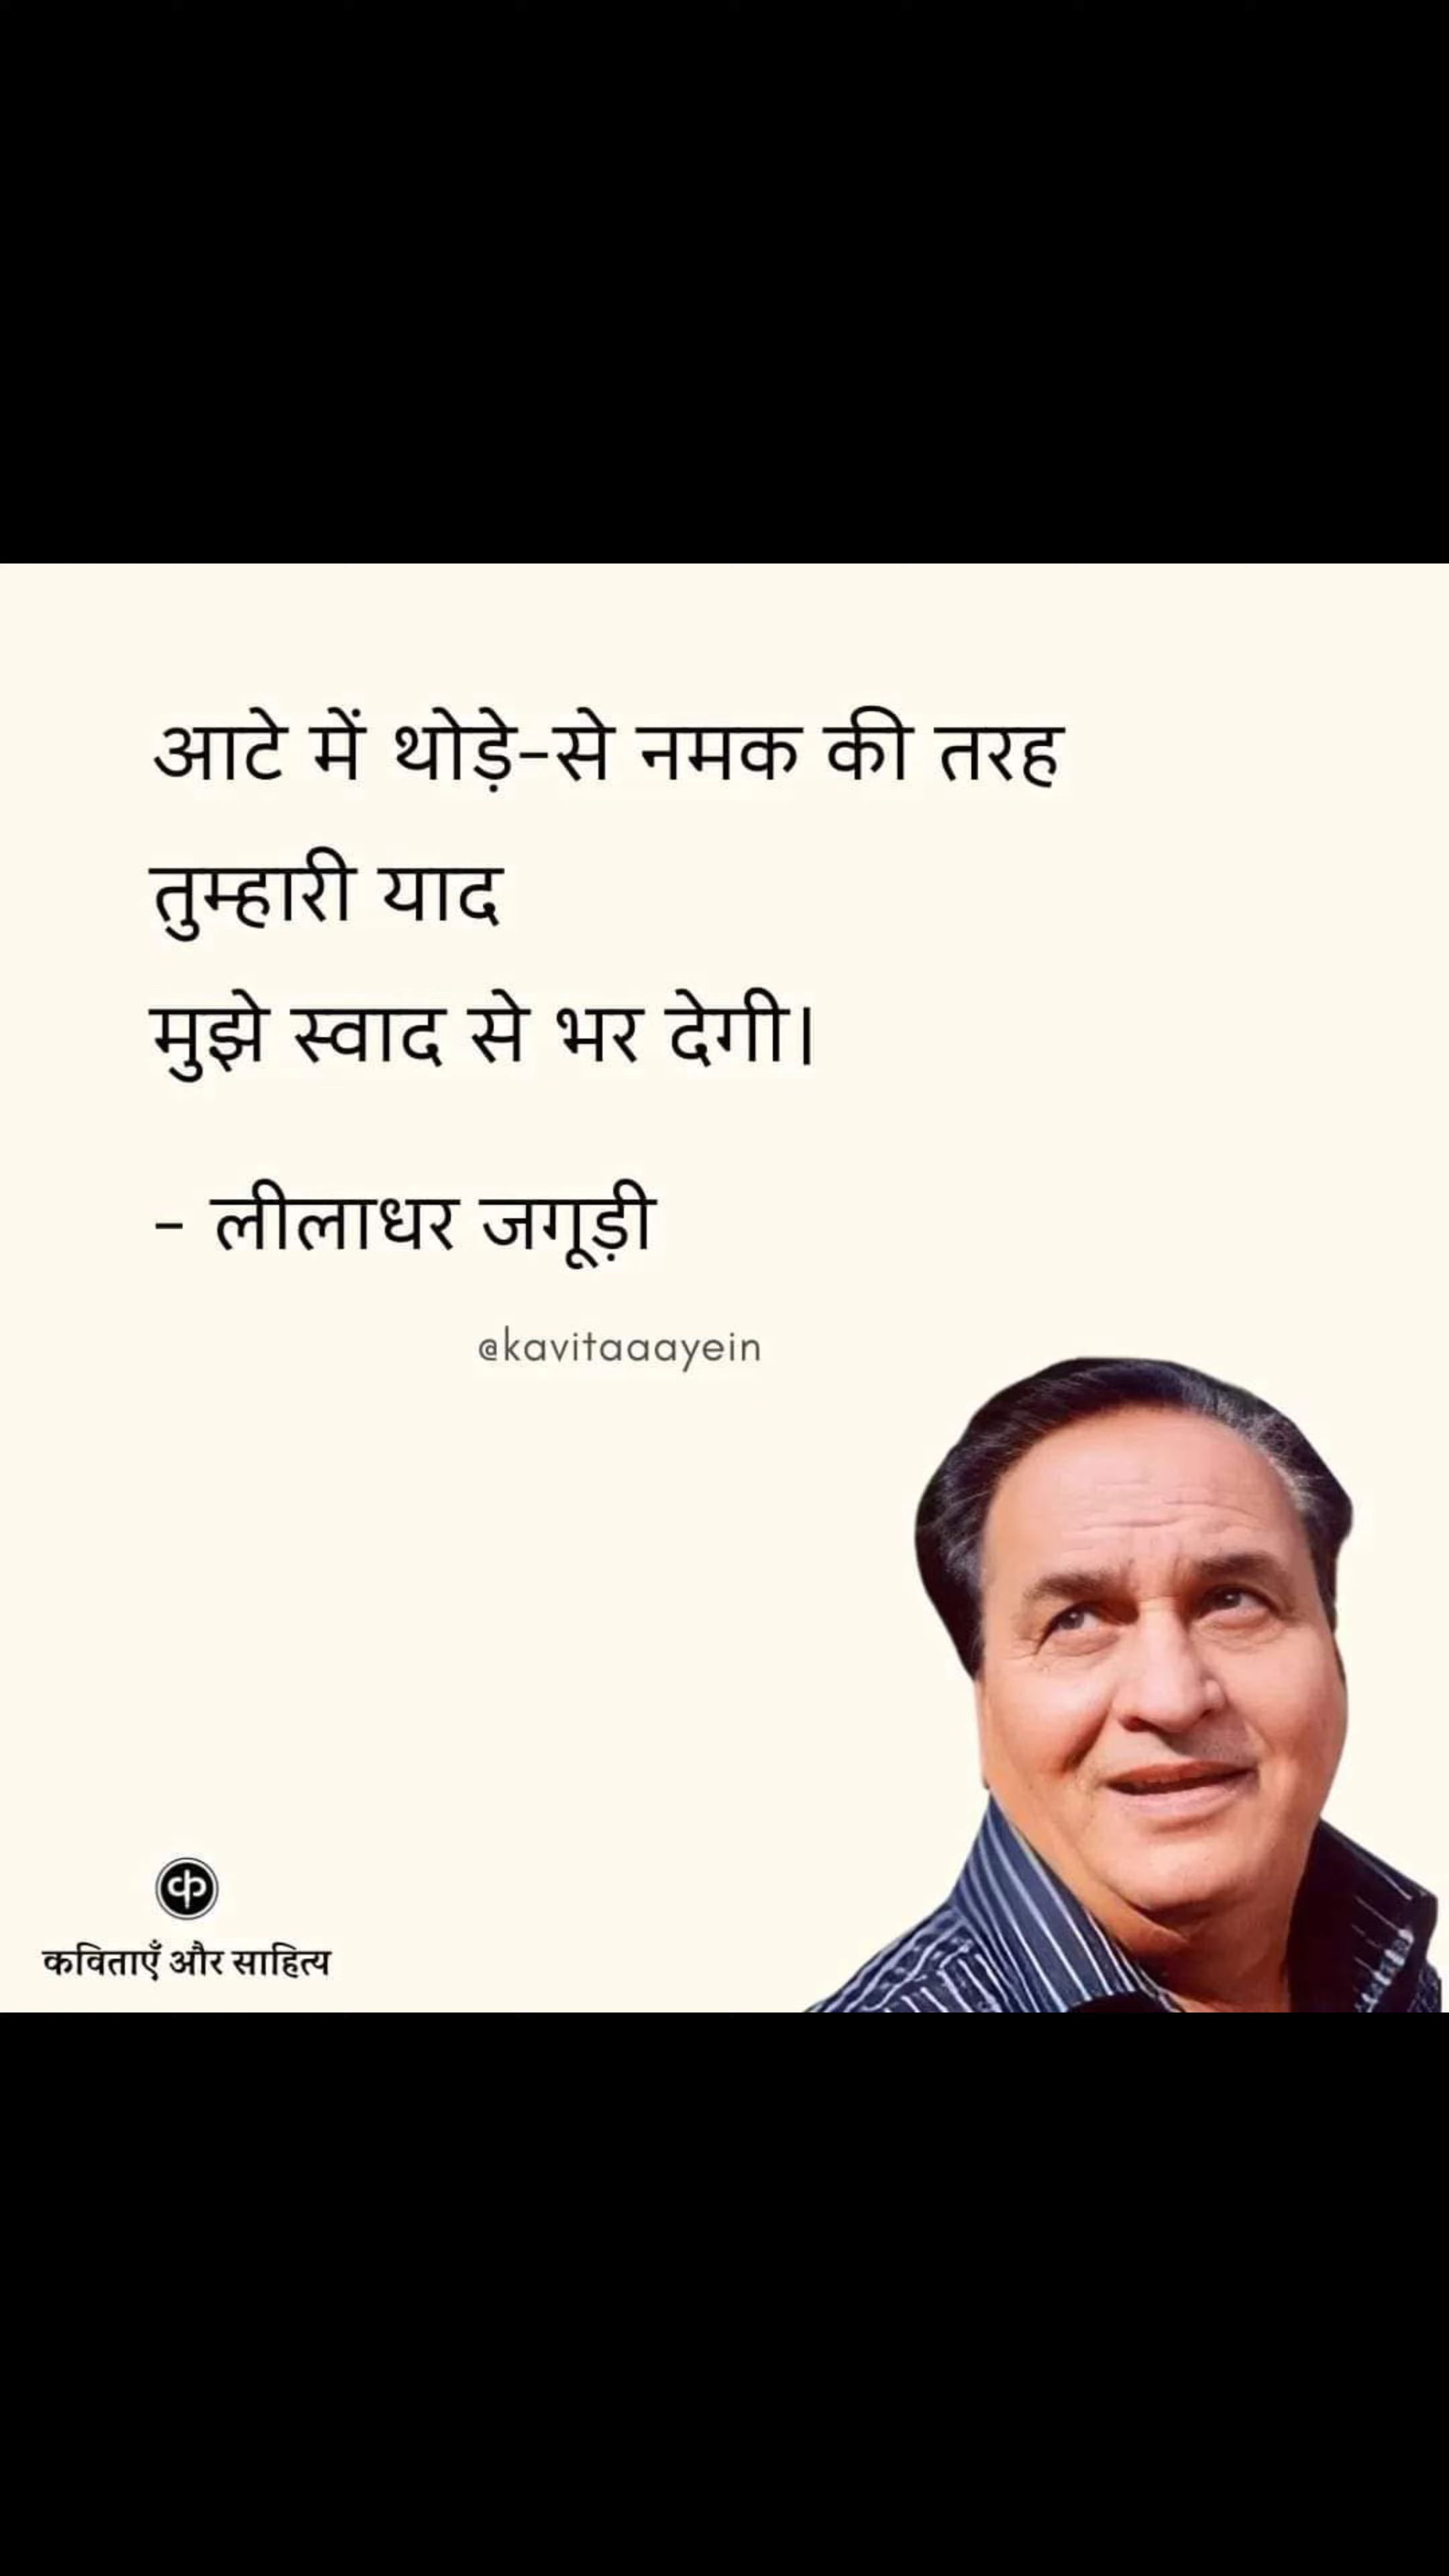 आटे में थोड़े-से नमक की तरह
तुम्हारी याद
मुझे स्वाद से भर देगी।
- लीलाधर जगूड़ी
@kavitaaayein
क
कविताएँ और साहित्य